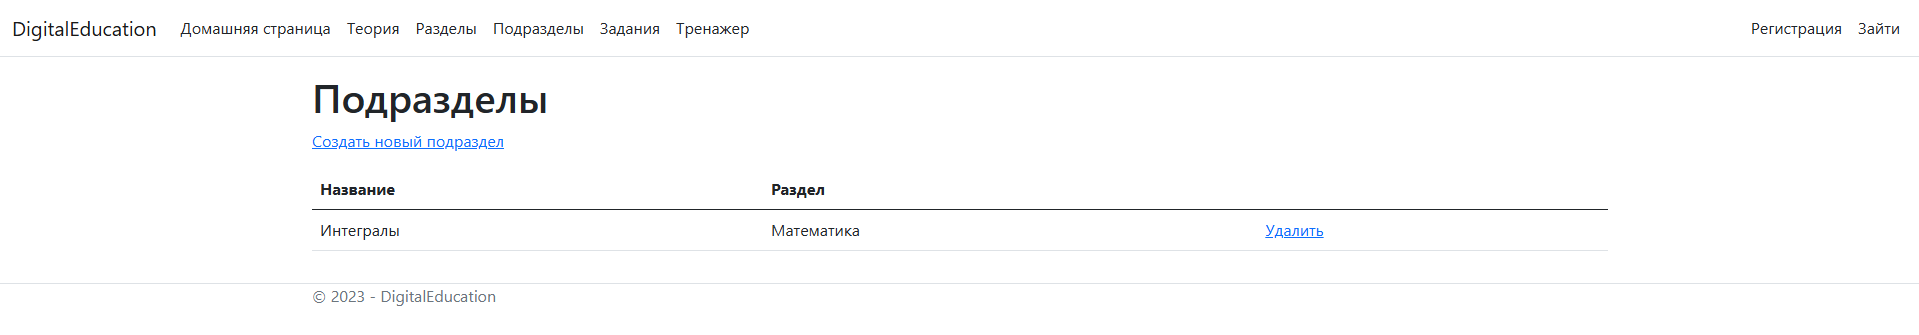 DigitalEducation Домашняя страница Теория Разделы Подразделы Задания Тренажер Регистрация Зайти
Подразделы
Создать новый подраздел
Название Раздел
Интегралы Математика Удалить
© 2023 - DigitalEducation